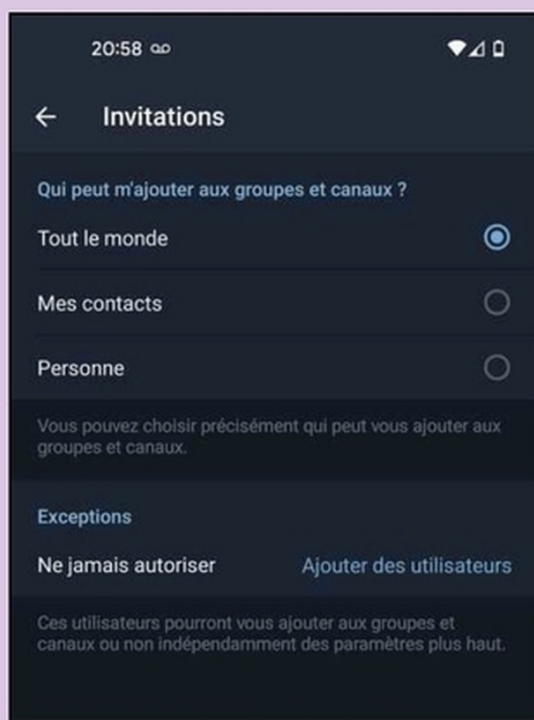 20:58
Invitations
Qui peut m'ajouter aux groupes et canaux ?
Tout le monde
Mes contacts
Personne
Vous pouvez choisir précisément qui peut vous ajouter aux
groupes et canaux.
Exceptions
Ne jamais autoriser Ajouter des utilisateurs
Ces utilisateurs pourront vous ajouter aux groupes et
canaux ou non indépendamment des paramètres plus haut.